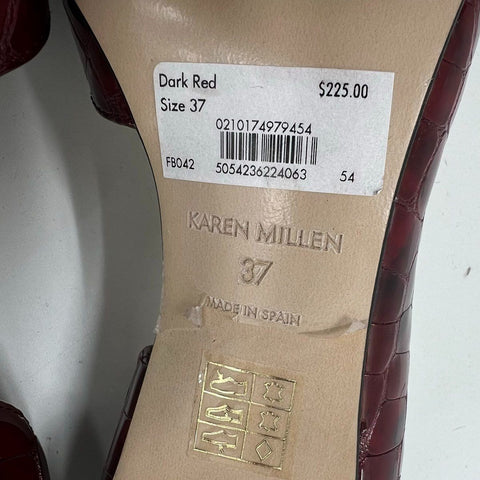 Dark Red $225.00
Size 37
0210174979454
FB042 5054236224063 54
KAREN MILLEN
37
MADE IN SPAIN